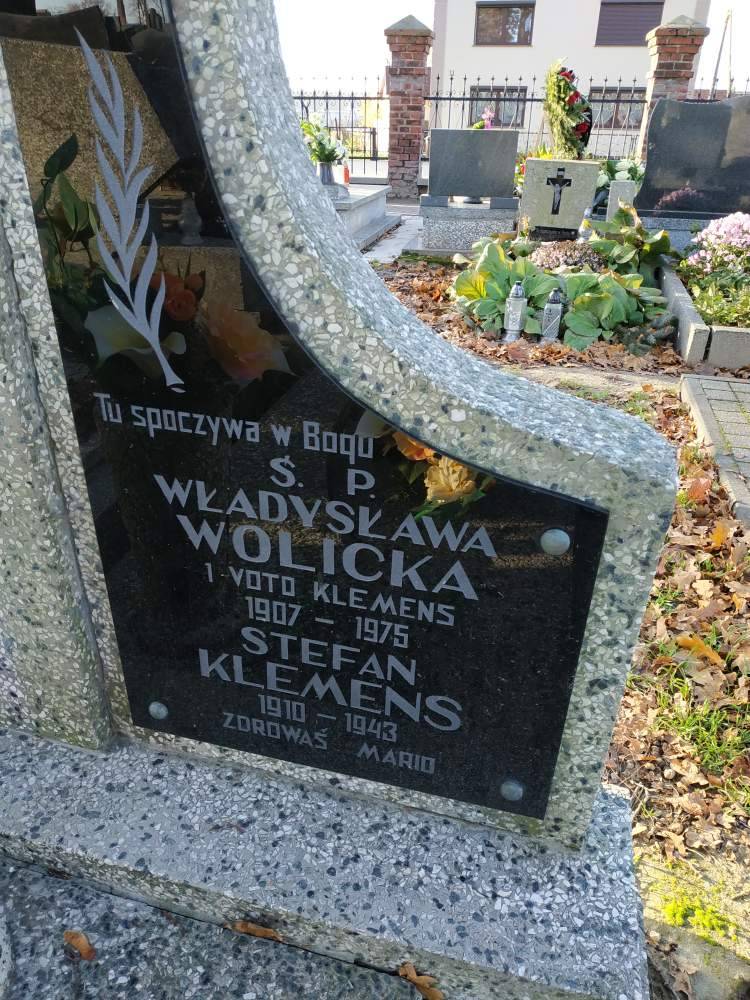 Tu spoczywa w Bogu
Ś. P.
WŁADYSŁAWA
WOLICKA
1 VOTO KLEMENS
1907 – 1975
STEFAN
KLEMENS
1910 – 1943
ZDROWAŚ MARIO